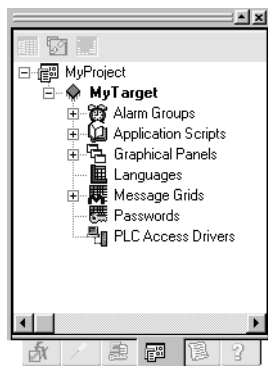 MyProject
MyTarget
Alarm Groups
Application Scripts
Graphical Panels
Languages
Message Grids
Passwords
PLC Access Drivers